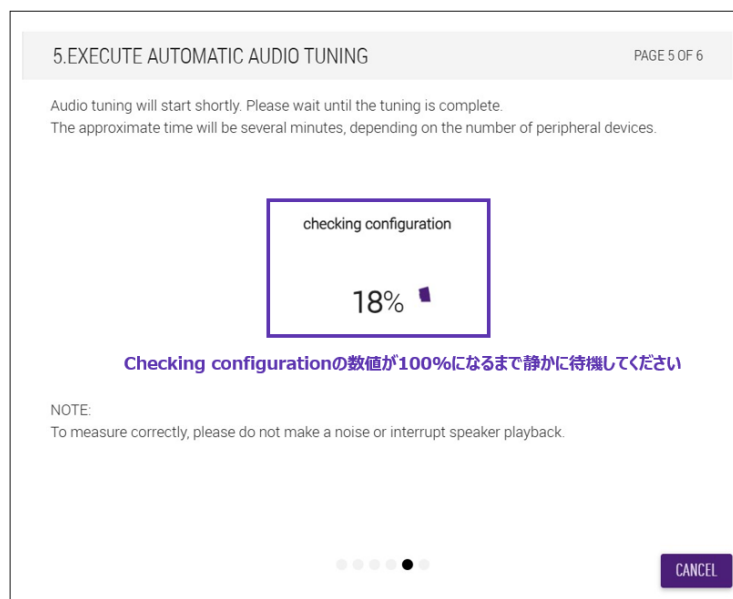 5.EXECUTE AUTOMATIC AUDIO TUNING
PAGE 5 OF 6
Audio tuning will start shortly. Please wait until the tuning is complete.
The approximate time will be several minutes, depending on the number of peripheral devices.
checking configuration
18%
Checking configurationの数値が100%になるまで静かに待機してください
NOTE:
To measure correctly, please do not make a noise or interrupt speaker playback.
CANCEL